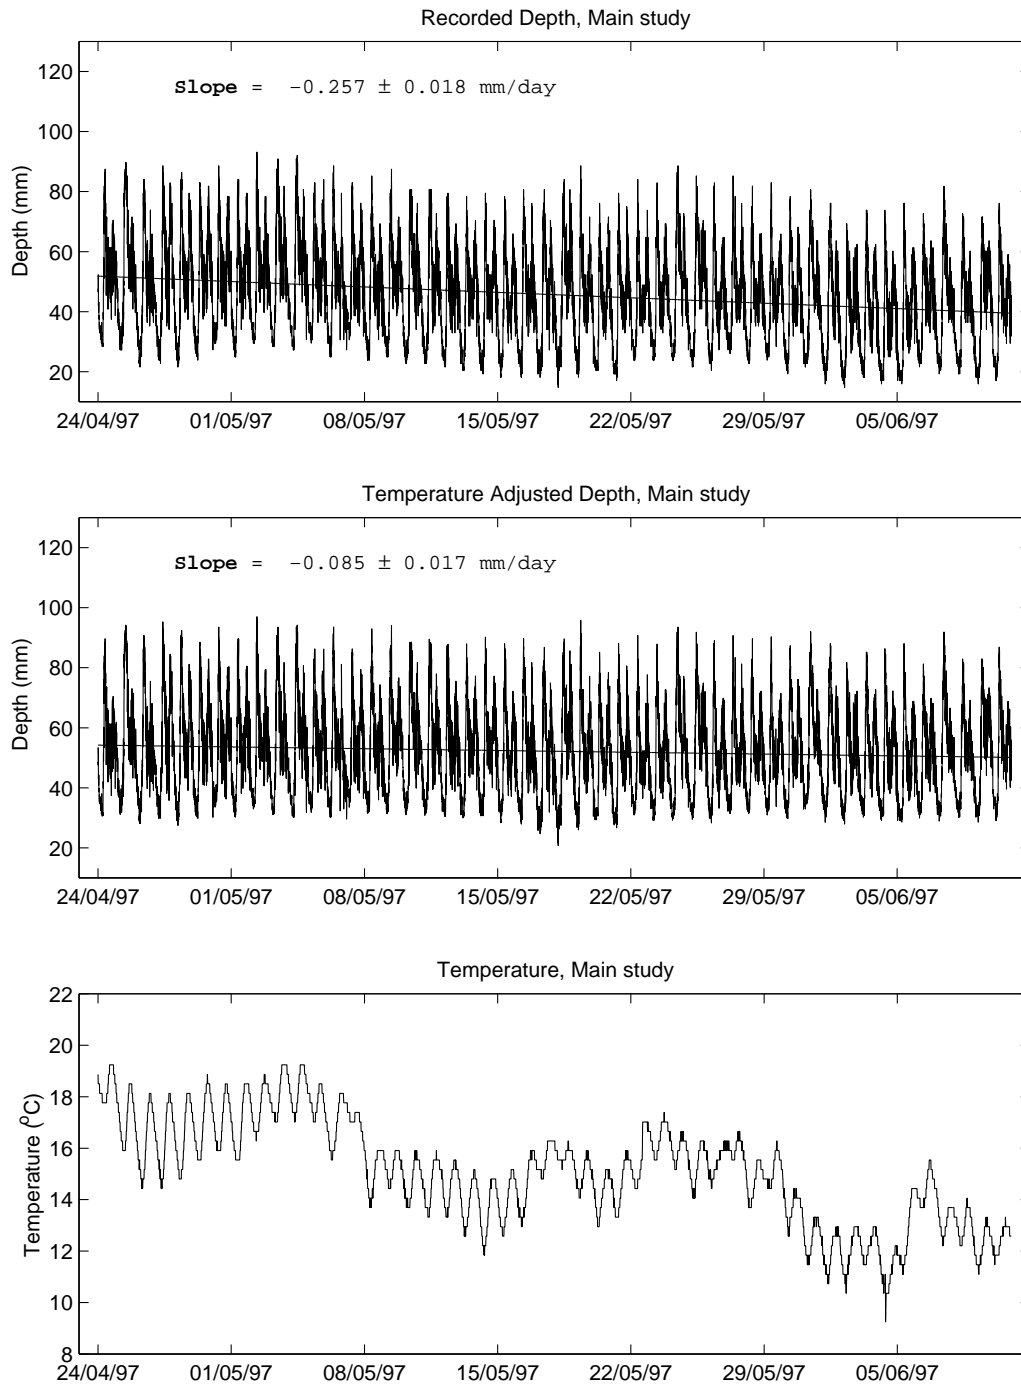 Recorded Depth, Main study
Slope = −0.257 ± 0.018 mm/day
Depth (mm)
120
100
80
60
40
20
24/04/97 01/05/97 08/05/97 15/05/97 22/05/97 29/05/97 05/06/97
Temperature Adjusted Depth, Main study
Slope = −0.085 ± 0.017 mm/day
Depth (mm)
120
100
80
60
40
20
24/04/97 01/05/97 08/05/97 15/05/97 22/05/97 29/05/97 05/06/97
Temperature, Main study
Temperature (°C)
22
20
18
16
14
12
10
8
24/04/97 01/05/97 08/05/97 15/05/97 22/05/97 29/05/97 05/06/97